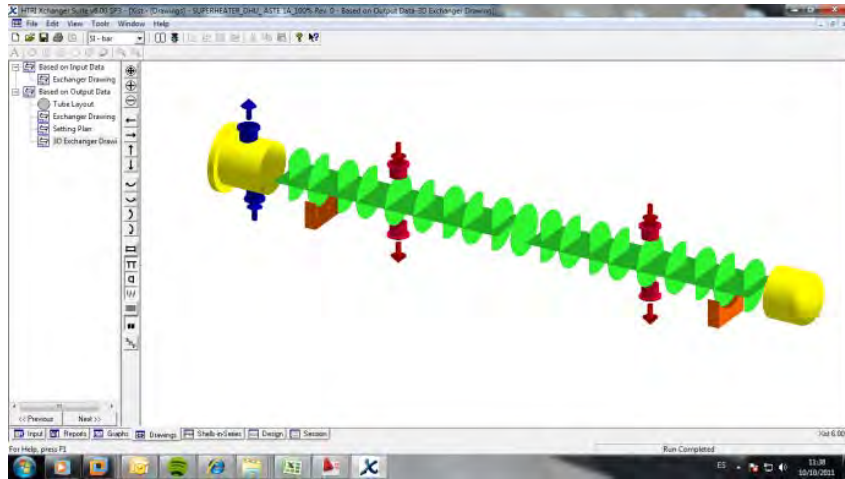 HTRI Xchanger Suite v6.00 SP3 - [Xist - [Drawings] - SUPERHEATER_DHU_ASTE 1A_100% Rev. 0 - Based on Output Data-3D Exchanger Drawing]
File Edit View Tools Window Help
SI - bar
Based on Input Data
Exchanger Drawing
Based on Output Data
Tube Layout
Exchanger Drawing
Setting Plan
3D Exchanger Drawi
<< Previous Next >>
Input Reports Graphs Drawings Shells-in-Series Design Session
Xist 6.00
For Help, press F1 Run Completed
ES 11:38
10/10/2011